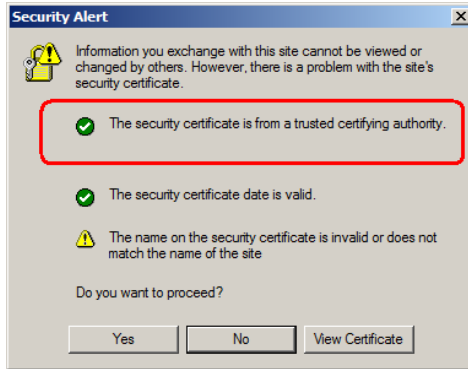 Security Alert
Information you exchange with this site cannot be viewed or
changed by others. However, there is a problem with the site's
security certificate.
The security certificate is from a trusted certifying authority.
The security certificate date is valid.
The name on the security certificate is invalid or does not
match the name of the site
Do you want to proceed?
Yes
No
View Certificate